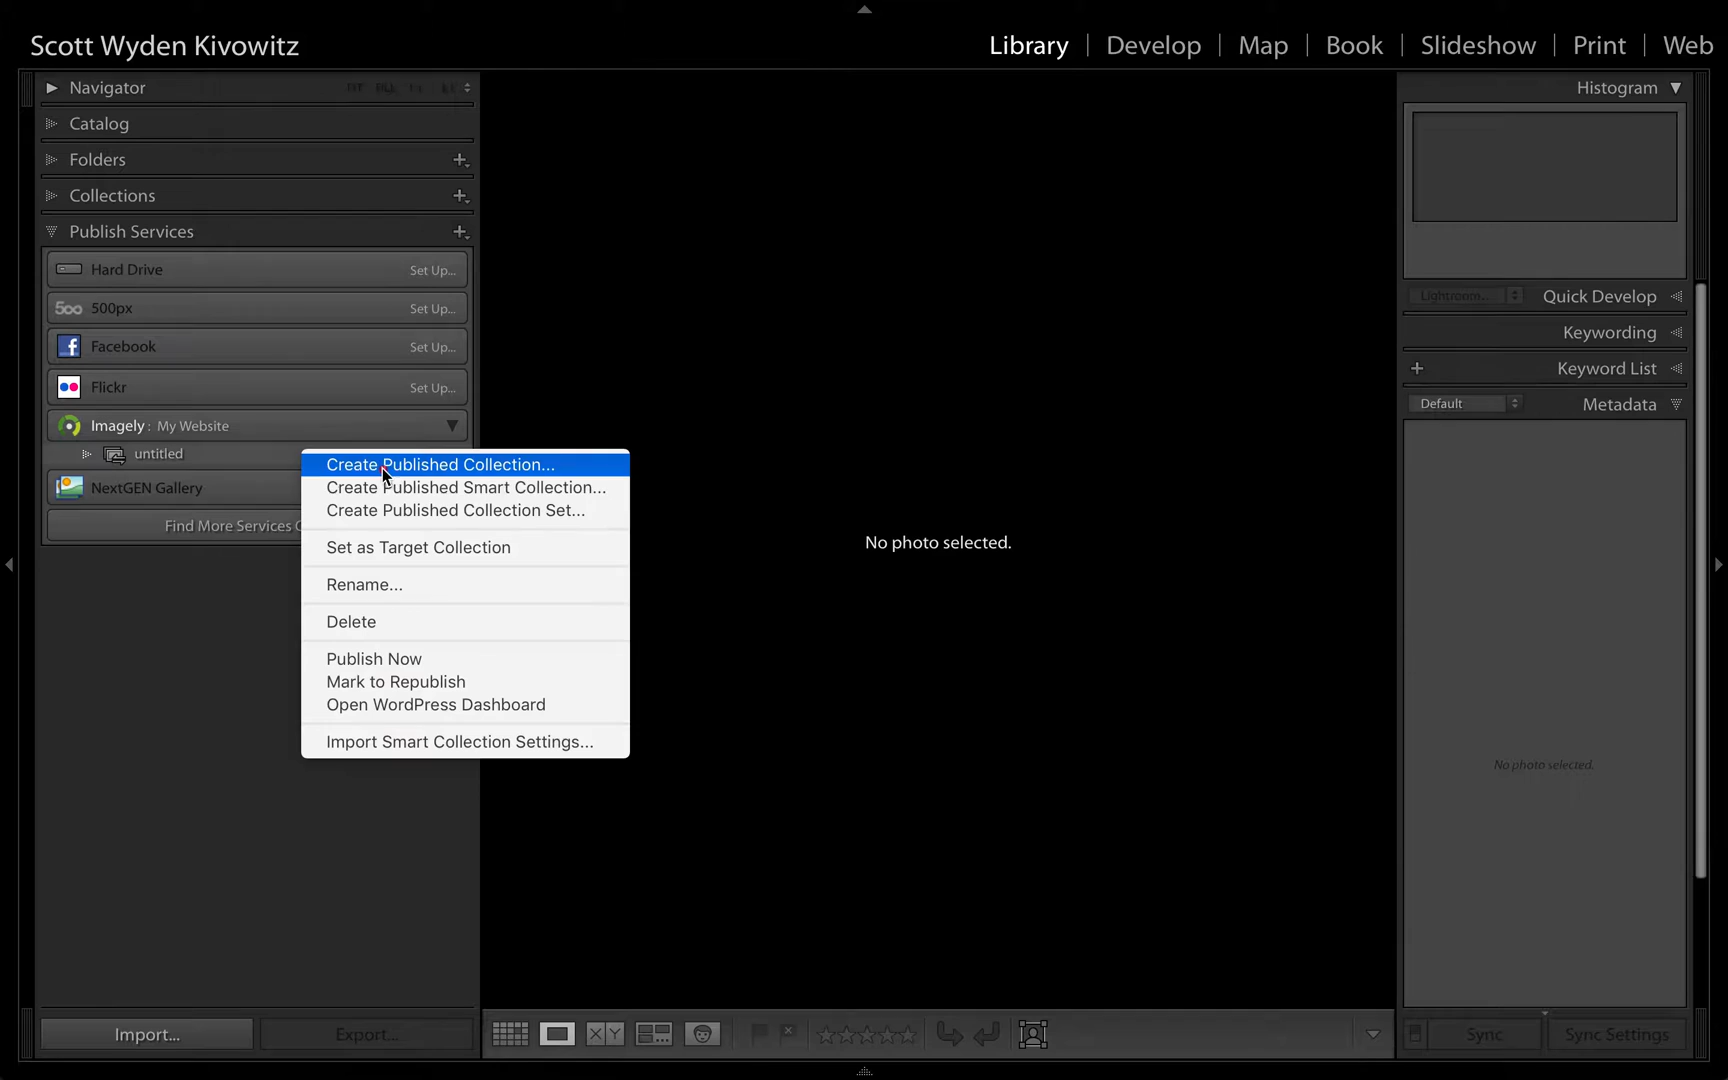 Scott Wyden Kivowitz
Library | Develop | Map | Book | Slideshow | Print | Web
Navigator
Catalog
Folders
Collections
Publish Services
Hard Drive Set Up...
500 500px Set Up...
Facebook Set Up...
Flickr Set Up...
Imagely : My Website
untitled
NextGEN Gallery
Find More Services
Create Published Collection...
Create Published Smart Collection...
Create Published Collection Set...
Set as Target Collection
Rename...
Delete
Publish Now
Mark to Republish
Open WordPress Dashboard
Import Smart Collection Settings...
No photo selected.
Histogram
Lightroom... Quick Develop
Keywording
Keyword List
Default Metadata
No photo selected.
Import... Export...
X Y
Sync Sync Settings